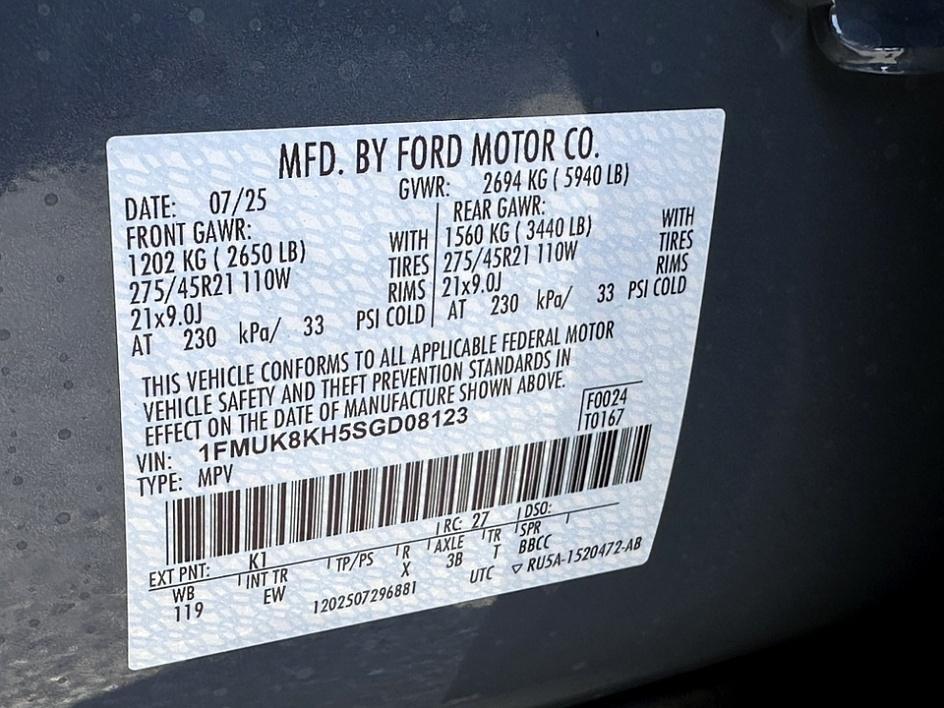 MFD. BY FORD MOTOR CO.
DATE: 07/25 GVWR: 2694 KG ( 5940 LB)
FRONT GAWR: REAR GAWR:
1202 KG ( 2650 LB) WITH 1560 KG ( 3440 LB) WITH
275/45R21 110W TIRES 275/45R21 110W TIRES
21x9.0J RIMS 21x9.0J RIMS
AT 230 kPa/ 33 PSI COLD AT 230 kPa/ 33 PSI COLD
THIS VEHICLE CONFORMS TO ALL APPLICABLE FEDERAL MOTOR
VEHICLE SAFETY AND THEFT PREVENTION STANDARDS IN
EFFECT ON THE DATE OF MANUFACTURE SHOWN ABOVE.
F0024
VIN: 1FMUK8KH5SGD08123 T0167
TYPE: MPV
EXT PNT: K1 RC: 27 DSO:
WB INT TR TP/PS R AXLE TR SPR
119 EW X 3B T BBCC
1202507296881 UTC ▽ RU5A-1520472-AB